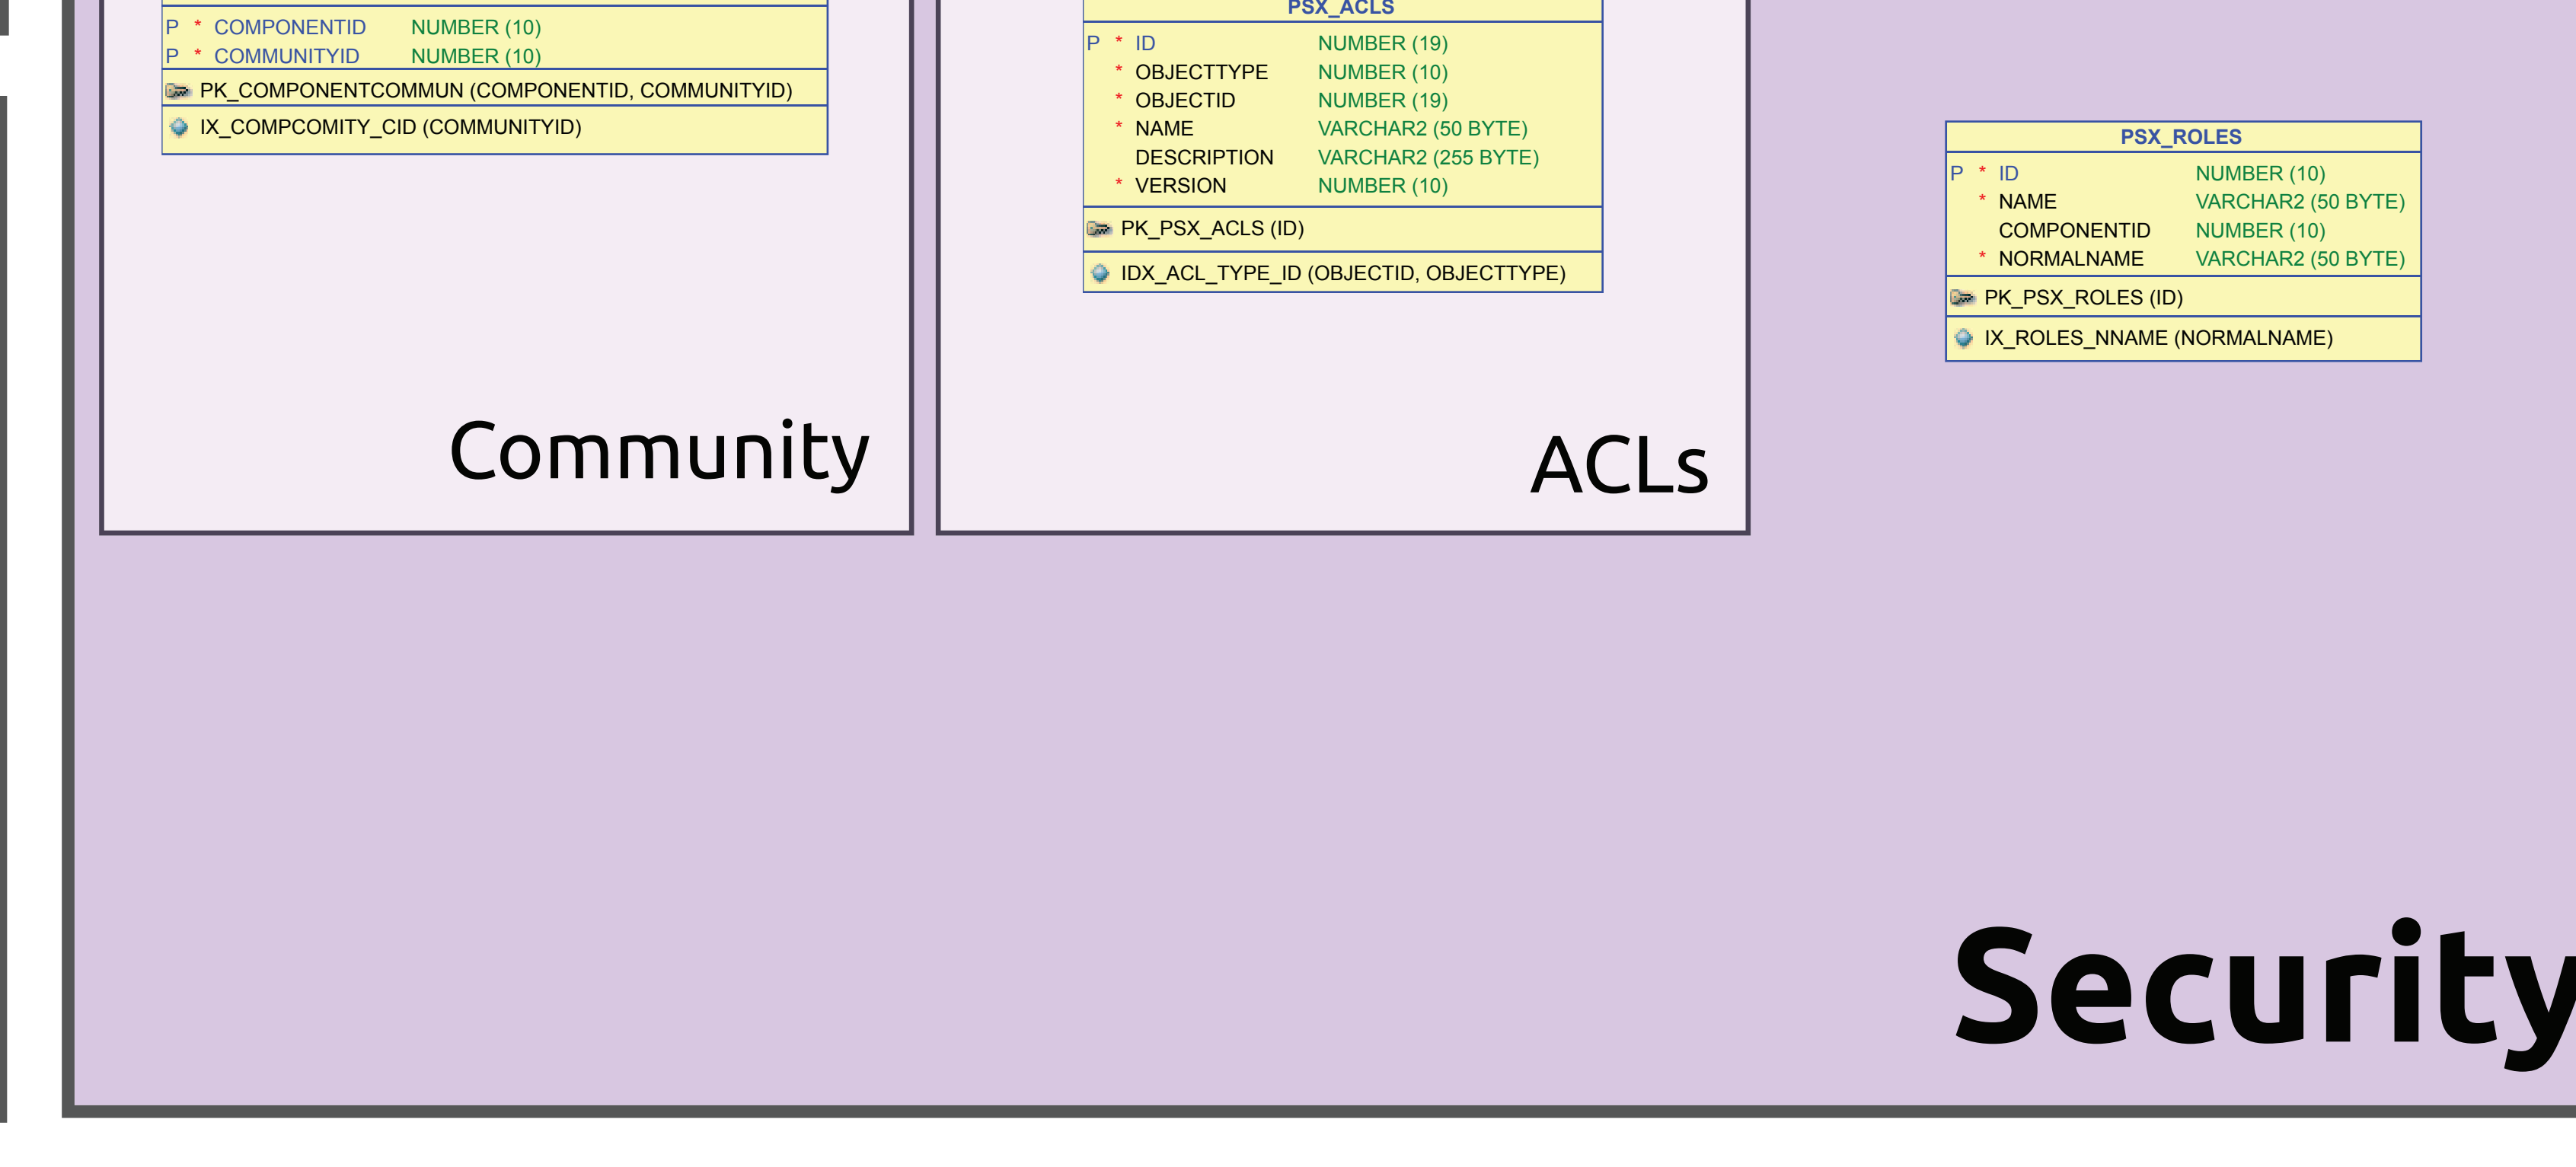 P * COMPONENTID NUMBER (10)
P * COMMUNITYID NUMBER (10)
PK_COMPONENTCOMMUN (COMPONENTID, COMMUNITYID)
IX_COMPCOMITY_CID (COMMUNITYID)
Community
PSX_ACLS
P * ID NUMBER (19)
* OBJECTTYPE NUMBER (10)
* OBJECTID NUMBER (19)
* NAME VARCHAR2 (50 BYTE)
DESCRIPTION VARCHAR2 (255 BYTE)
* VERSION NUMBER (10)
PK_PSX_ACLS (ID)
IDX_ACL_TYPE_ID (OBJECTID, OBJECTTYPE)
ACLs
PSX_ROLES
P * ID NUMBER (10)
* NAME VARCHAR2 (50 BYTE)
COMPONENTID NUMBER (10)
* NORMALNAME VARCHAR2 (50 BYTE)
PK_PSX_ROLES (ID)
IX_ROLES_NNAME (NORMALNAME)
Security